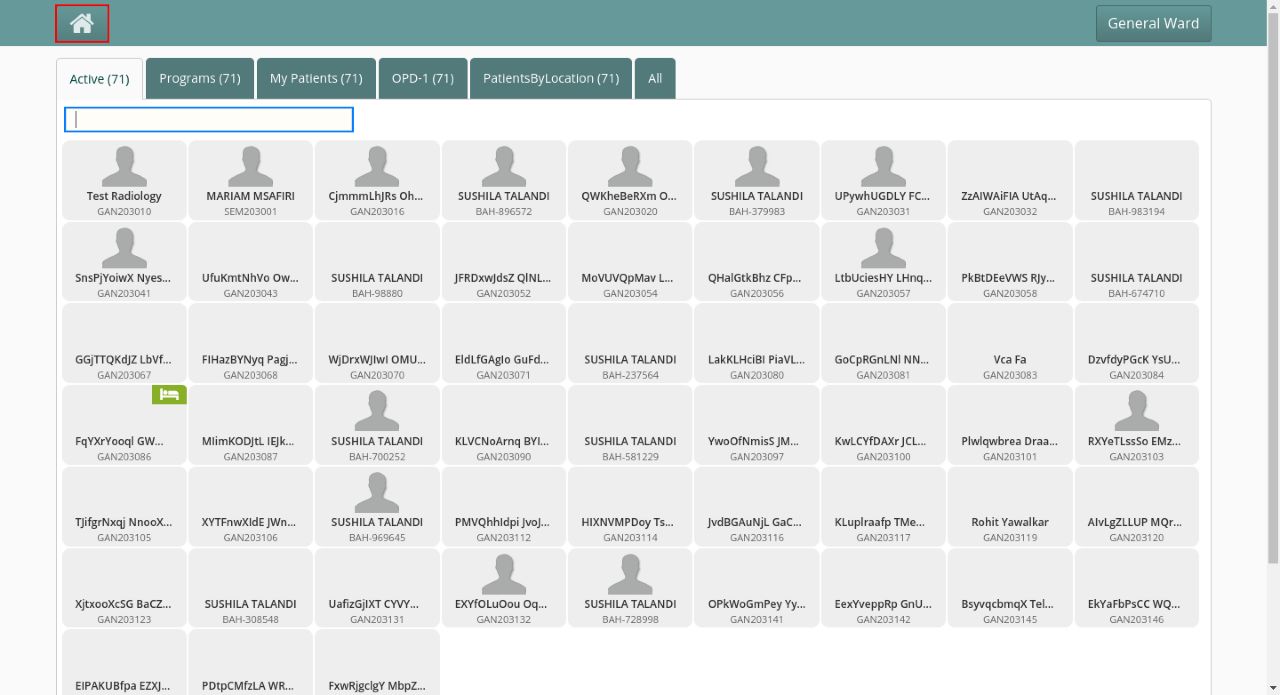 General Ward
Active (71)
Programs (71)
My Patients (71)
OPD-1 (71)
PatientsByLocation (71)
All
Test Radiology
GAN203010
MARIAM MSAFIRI
SEM203001
CjmmmLhJRs Oh...
GAN203016
SUSHILA TALANDI
BAH-896572
QWKheBeRXm O...
GAN203020
SUSHILA TALANDI
BAH-379983
UPywhUGDLY FC...
GAN203031
ZzAIWAiFIA UtAq...
GAN203032
SUSHILA TALANDI
BAH-983194
SnsPjYoiwX Nyes...
GAN203041
UfuKmtNhVo Ow...
GAN203043
SUSHILA TALANDI
BAH-98880
JFRDxwJdsZ QlNL...
GAN203052
MoVUVQpMav L...
GAN203054
QHalGtkBhz CFp...
GAN203056
LtbUciesHY LHnq...
GAN203057
PkBtDEeVWS RJy...
GAN203058
SUSHILA TALANDI
BAH-674710
GGjTTQKdJZ LbVf...
GAN203067
FIHazBYNyq Pagj...
GAN203068
WjDrxWJIwI OMU...
GAN203070
EldLfGAgIo GuFd...
GAN203071
SUSHILA TALANDI
BAH-237564
LakKLHciBI PiaVL...
GAN203080
GoCpRGnLNl NN...
GAN203081
Vca Fa
GAN203083
DzvfdyPGcK YsU...
GAN203084
FqYXrYooql GW...
GAN203086
MIimKODJtL IEJk...
GAN203087
SUSHILA TALANDI
BAH-700252
KLVCNoArnq BYI...
GAN203090
SUSHILA TALANDI
BAH-581229
YwoOfNmisS JM...
GAN203097
KwLCYfDAXr JCL...
GAN203100
Plwlqwbrea Draa...
GAN203101
RXYeTLssSo EMz...
GAN203103
TJifgrNxqj NnooX...
GAN203105
XYTFnwXIdE JWn...
GAN203106
SUSHILA TALANDI
BAH-969645
PMVQhhIdpi JvoJ...
GAN203112
HIXNVMPDoy Ts...
GAN203114
JvdBGAuNjL GaC...
GAN203116
KLuplraafp TMe...
GAN203117
Rohit Yawalkar
GAN203119
AIvLgZLLUP MQr...
GAN203120
XjtxooXcSG BaCZ...
GAN203123
SUSHILA TALANDI
BAH-308548
UafizGjIXT CYVY...
GAN203131
EXYfOLuOou Oq...
GAN203132
SUSHILA TALANDI
BAH-728998
OPkWoGmPey Yy...
GAN203141
EexYveppRp GnU...
GAN203142
BsyvqcbmqX Tel...
GAN203145
EkYaFbPsCC WQ...
GAN203146
EIPAKUBfpa EZXJ...
PDtpCMfzLA WR...
FxwRjgclgY MbpZ...